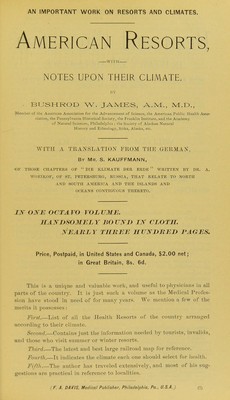 AN IMPORTANT WORK ON RESORTS AND CLIMATES.
AMERICAN RESORTS,
—WITH—
NOTES UPON THEIR CLIMATE.
BY
BUSHROD W. JAMES, A.M., M.D.,
Member of the American Association for the Advancement of Science, the American Public Health Asso-
ciation, the Pennsylvania Historical Society, the Franklin Institute, and the Academy
of Natural Sciences, Philadelphia; the Society of Alaskan Natural
History and Ethnology, Sitka, Alaska, etc.
WITH A TRANSLATION FROM THE GERMAN,
BY MR. S. KAUFFMANN,
OF THOSE CHAPTERS OF "DIE KLIMATE DER ERDE" WRITTEN BY DR. A.
WOEIKOF, OF ST. PETERSBURG, RUSSIA, THAT RELATE TO NORTH
AND SOUTH AMERICA AND THE ISLANDS AND
OCEANS CONTIGUOUS THERETO.
IN ONE OCTAVO VOLUME.
HANDSOMELY BOUND IN CLOTH.
NEARLY THREE HUNDRED PAGES.
Price, Postpaid, in United States and Canada, $2.00 net;
in Great Britain, 8s. 6d.
This is a unique and valuable work, and useful to physicians in all
parts of the country. It is just such a volume as the Medical Profes-
sion have stood in need of for many years. We mention a few of the
merits it possesses:
First.—List of all the Health Resorts of the country arranged
according to their climate.
Second.—Contains just the information needed by tourists, invalids,
and those who visit summer or winter resorts.
Third.—The latest and best large railroad map for reference.
Fourth.—It indicates the climate each one should select for health.
Fifth.—The author has traveled extensively, and most of his sug-
gestions are practical in reference to localities.
(F. A. DAVIS, Medical Publisher, Philadelphia, Pa., U.S.A.)